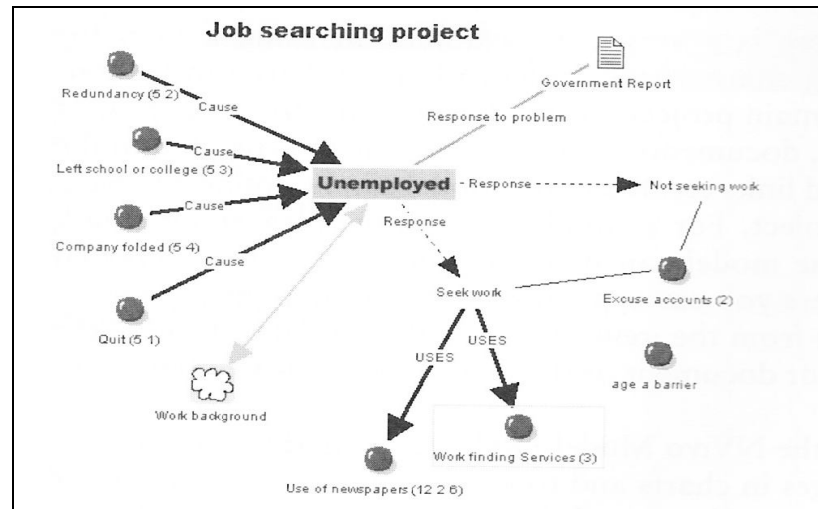 Job searching project
Redundancy (5 2)
Cause
Government Report
Response to problem
Left school or college (5 3)
Cause
Unemployed
Response
Not seeking work
Company folded (5 4)
Cause
Response
Cause
Seek work
Excuse accounts (2)
Quit (5 1)
USES
USES
age a barrier
Work background
Work finding Services (3)
Use of newspapers (12 2 6)